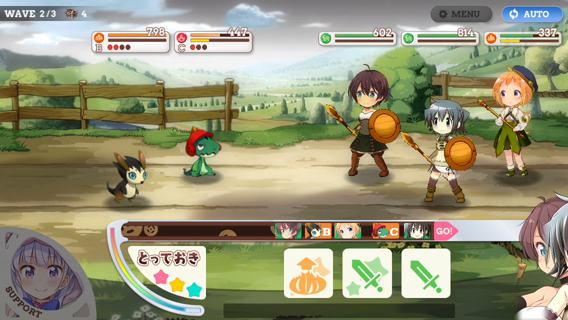 WAVE 2/3 4
MENU
AUTO
798
B
447
C
602
814
337
B
C
GO!
とっておき
SUPPORT